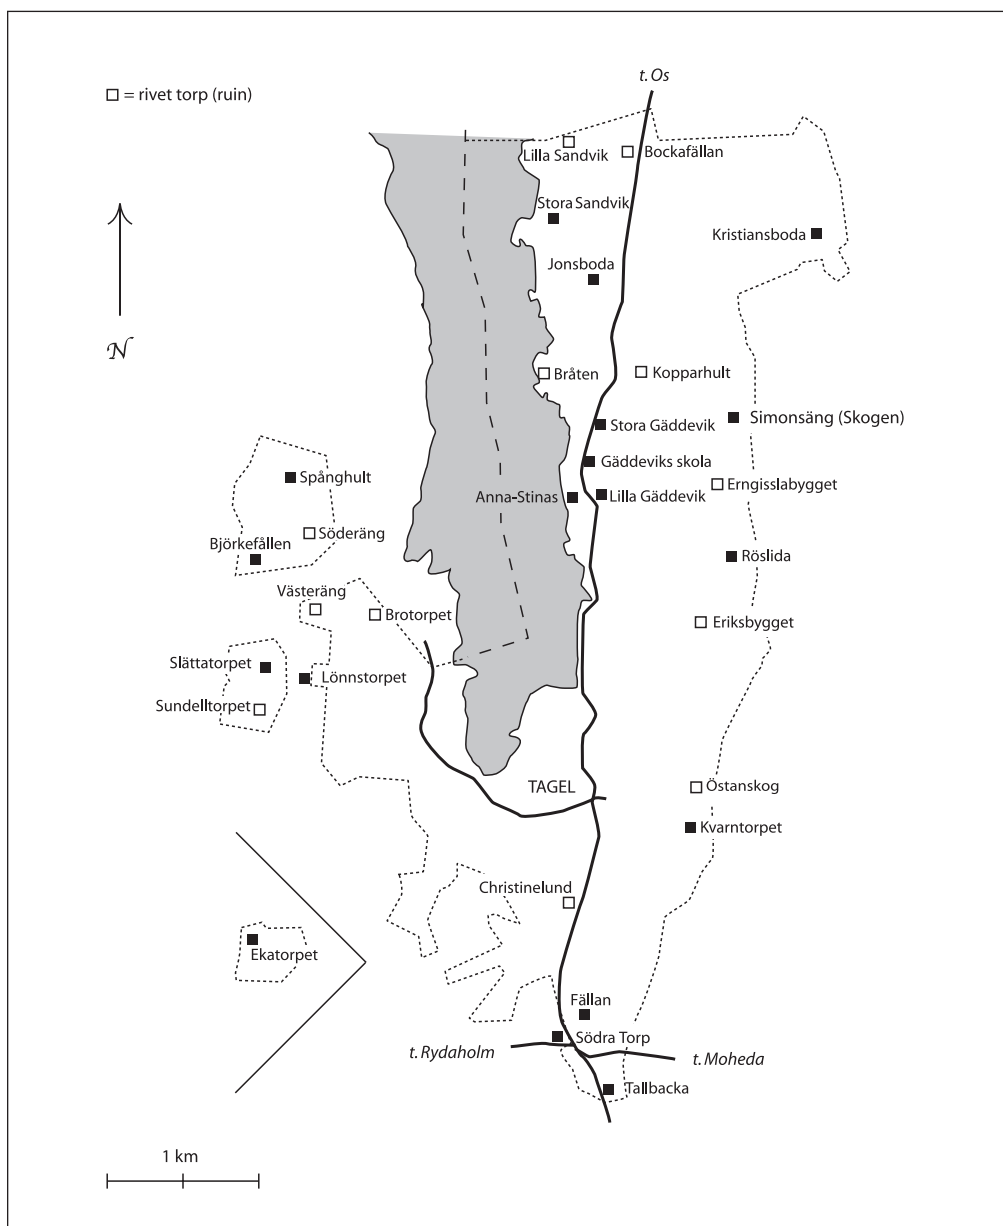 t. Os
□ = rivet torp (ruin)
Lilla Sandvik
Bockafällan
Stora Sandvik
Kristiansboda
Jonsboda
N
Bråten
Kopparhult
Simonsäng (Skogen)
Stora Gäddevik
Gäddeviks skola
Spånghult
Erngisslabygget
Anna-Stinas
Lilla Gäddevik
Söderäng
Björkefållen
Röslida
Västeräng
Brotorpet
Eriksbygget
Slättatorpet
Lönnstorpet
Sundelltorpet
TAGEL
Östanskog
Kvarntorpet
Christinelund
Ekatorpet
Fällan
Södra Torp
t. Rydaholm
t. Moheda
Tallbacka
1 km